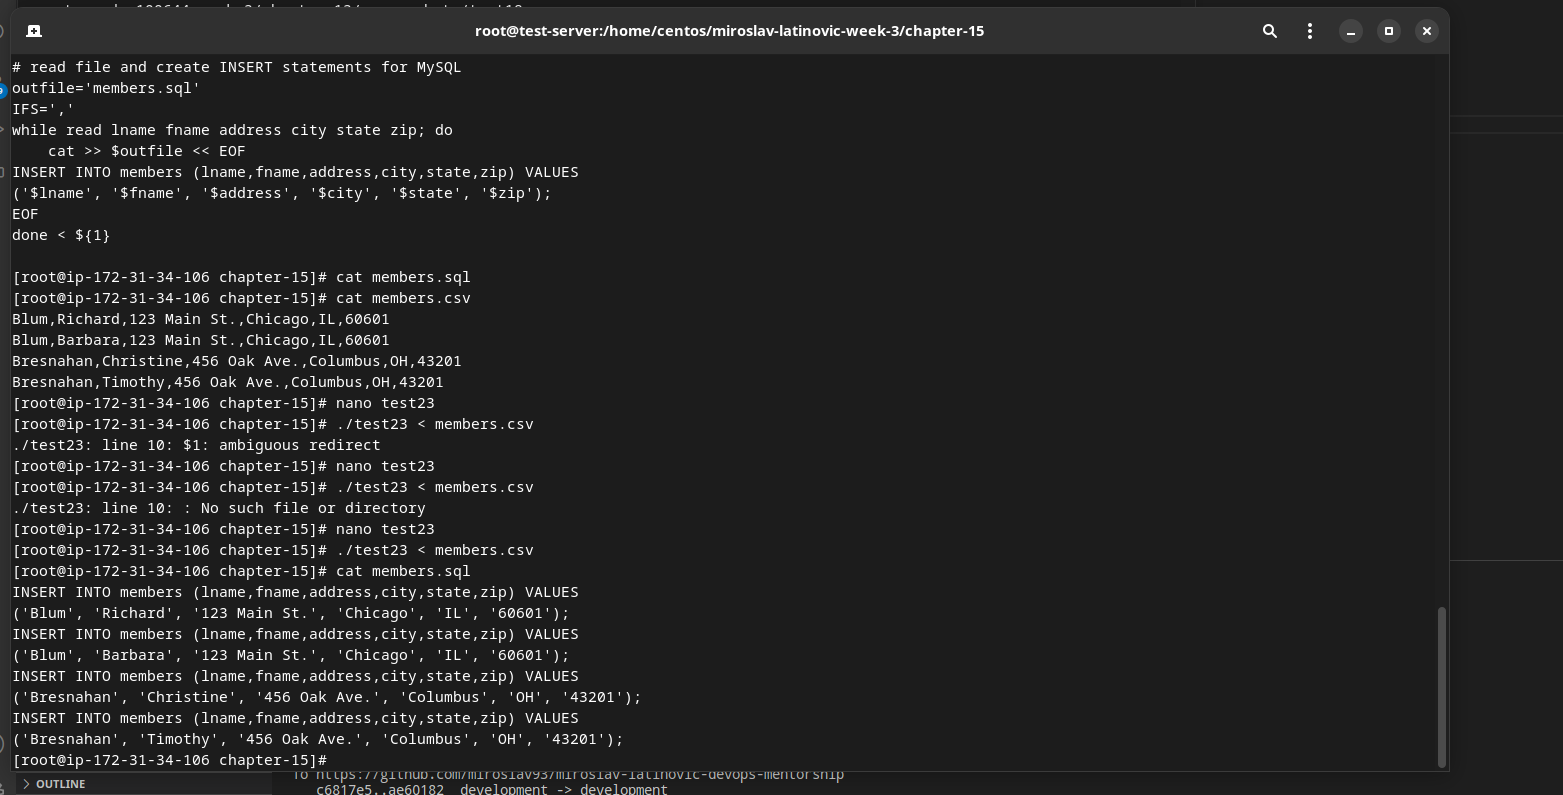 root@test-server:/home/centos/miroslav-latinovic-week-3/chapter-15
# read file and create INSERT statements for MySQL
outfile='members.sql'
IFS=','
while read lname fname address city state zip; do
    cat >> $outfile << EOF
INSERT INTO members (lname,fname,address,city,state,zip) VALUES
('$lname', '$fname', '$address', '$city', '$state', '$zip');
EOF
done < ${1}
[root@ip-172-31-34-106 chapter-15]# cat members.sql
[root@ip-172-31-34-106 chapter-15]# cat members.csv
Blum,Richard,123 Main St.,Chicago,IL,60601
Blum,Barbara,123 Main St.,Chicago,IL,60601
Bresnahan,Christine,456 Oak Ave.,Columbus,OH,43201
Bresnahan,Timothy,456 Oak Ave.,Columbus,OH,43201
[root@ip-172-31-34-106 chapter-15]# nano test23
[root@ip-172-31-34-106 chapter-15]# ./test23 < members.csv
./test23: line 10: $1: ambiguous redirect
[root@ip-172-31-34-106 chapter-15]# nano test23
[root@ip-172-31-34-106 chapter-15]# ./test23 < members.csv
./test23: line 10: : No such file or directory
[root@ip-172-31-34-106 chapter-15]# nano test23
[root@ip-172-31-34-106 chapter-15]# ./test23 < members.csv
[root@ip-172-31-34-106 chapter-15]# cat members.sql
INSERT INTO members (lname,fname,address,city,state,zip) VALUES
('Blum', 'Richard', '123 Main St.', 'Chicago', 'IL', '60601');
INSERT INTO members (lname,fname,address,city,state,zip) VALUES
('Blum', 'Barbara', '123 Main St.', 'Chicago', 'IL', '60601');
INSERT INTO members (lname,fname,address,city,state,zip) VALUES
('Bresnahan', 'Christine', '456 Oak Ave.', 'Columbus', 'OH', '43201');
INSERT INTO members (lname,fname,address,city,state,zip) VALUES
('Bresnahan', 'Timothy', '456 Oak Ave.', 'Columbus', 'OH', '43201');
[root@ip-172-31-34-106 chapter-15]#
OUTLINE
To https://github.com/miroslav93/miroslav-latinovic-devops-mentorship
c6817e5..ae60182  development -> development